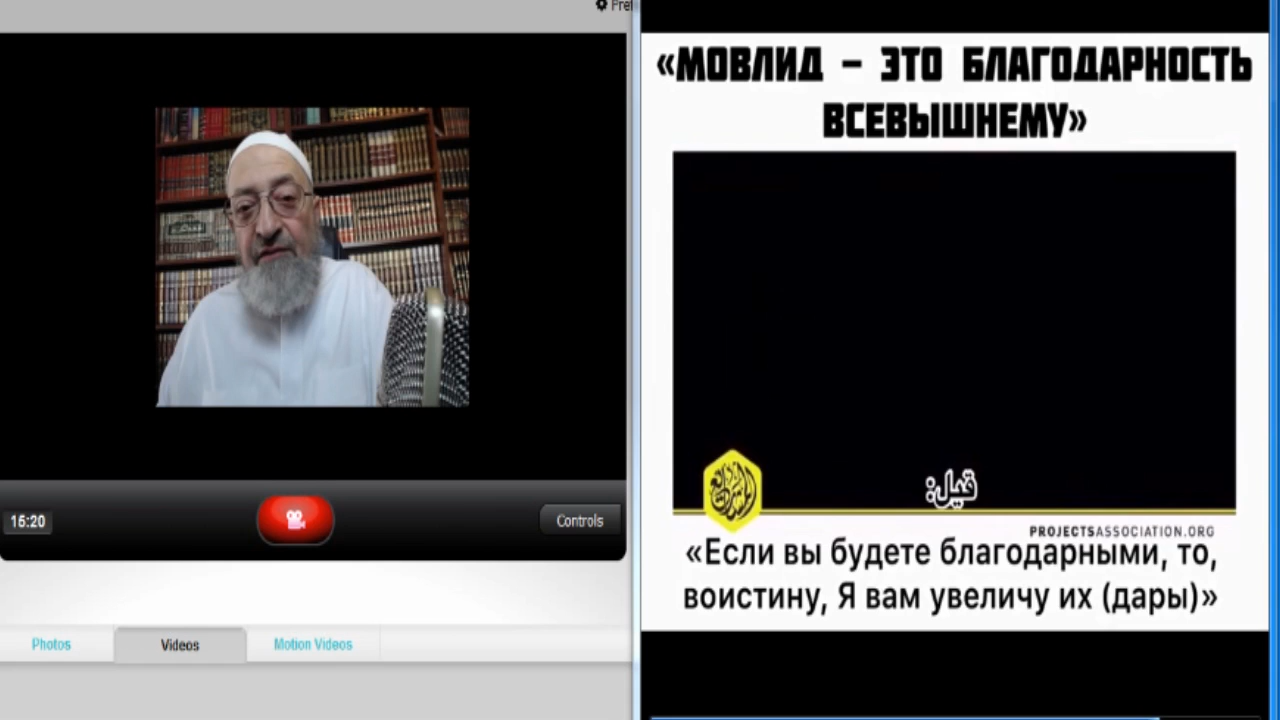 Pref
15:20
Controls
Photos
Videos
Motion Videos
«МОВЛИД – ЭТО БЛАГОДАРНОСТЬ
ВСЕВЫШНЕМУ»
قيل:
PROJECTSASSOCIATION.ORG
«Если вы будете благодарными, то,
воистину, Я вам увеличу их (дары)»